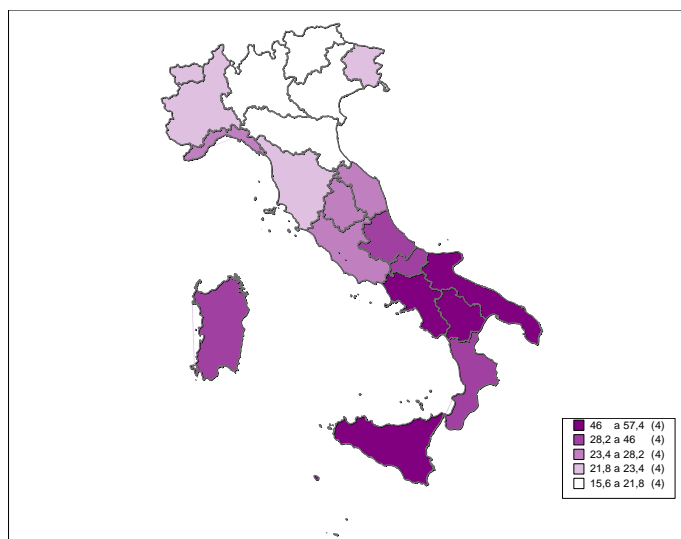 46 a 57,4 (4)
28,2 a 46 (4)
23,4 a 28,2 (4)
21,8 a 23,4 (4)
15,6 a 21,8 (4)